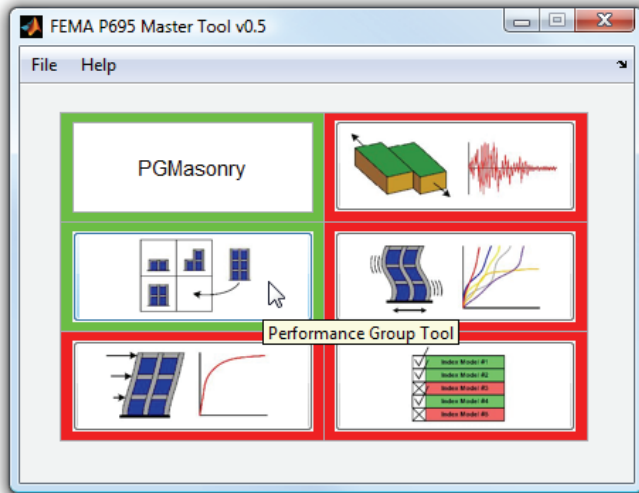 FEMA P695 Master Tool v0.5
File Help
PGMasonry
Performance Group Tool
Index Model #1
Index Model #2
Index Model #3
Index Model #4
Index Model #5